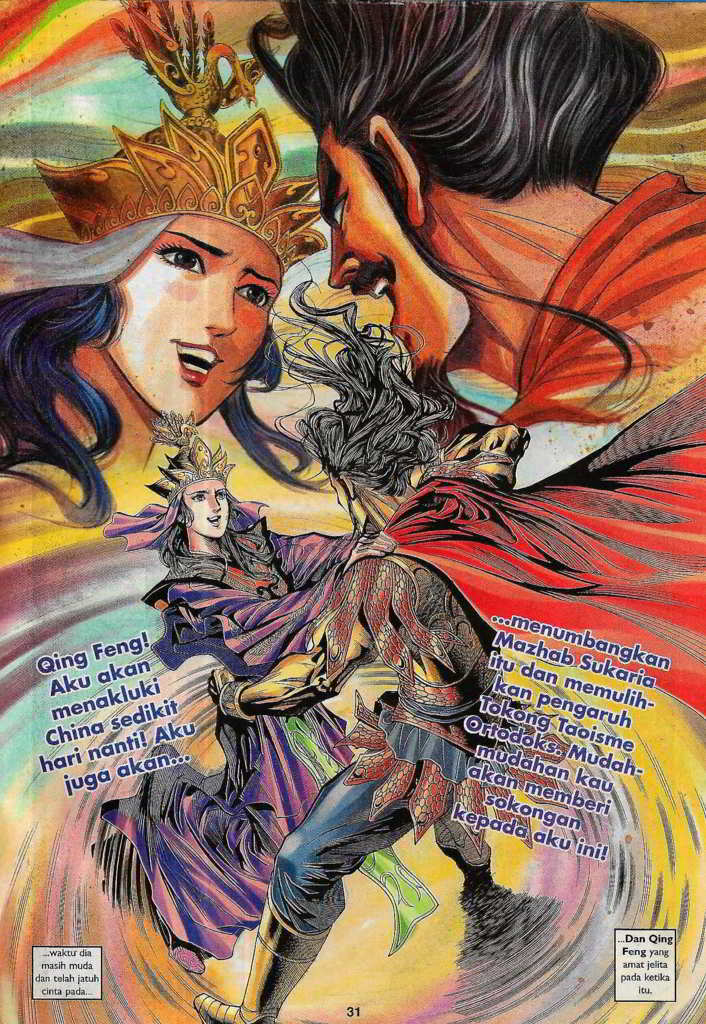 Qing Feng!
Aku akan
menakluki
China sedikit
hari nanti! Aku
juga akan...
...menumbangkan
Mazhab Sukaria
itu dan memulih-
kan pengaruh
Tokong Taoisme
Ortodoks. Mudah-
mudahan kau
akan memberi
sokongan
kepada aku ini!
...waktu dia
masih muda
dan telah jatuh
cinta pada...
...Dan Qing
Feng yang
amat jelita
pada ketika
itu.
31